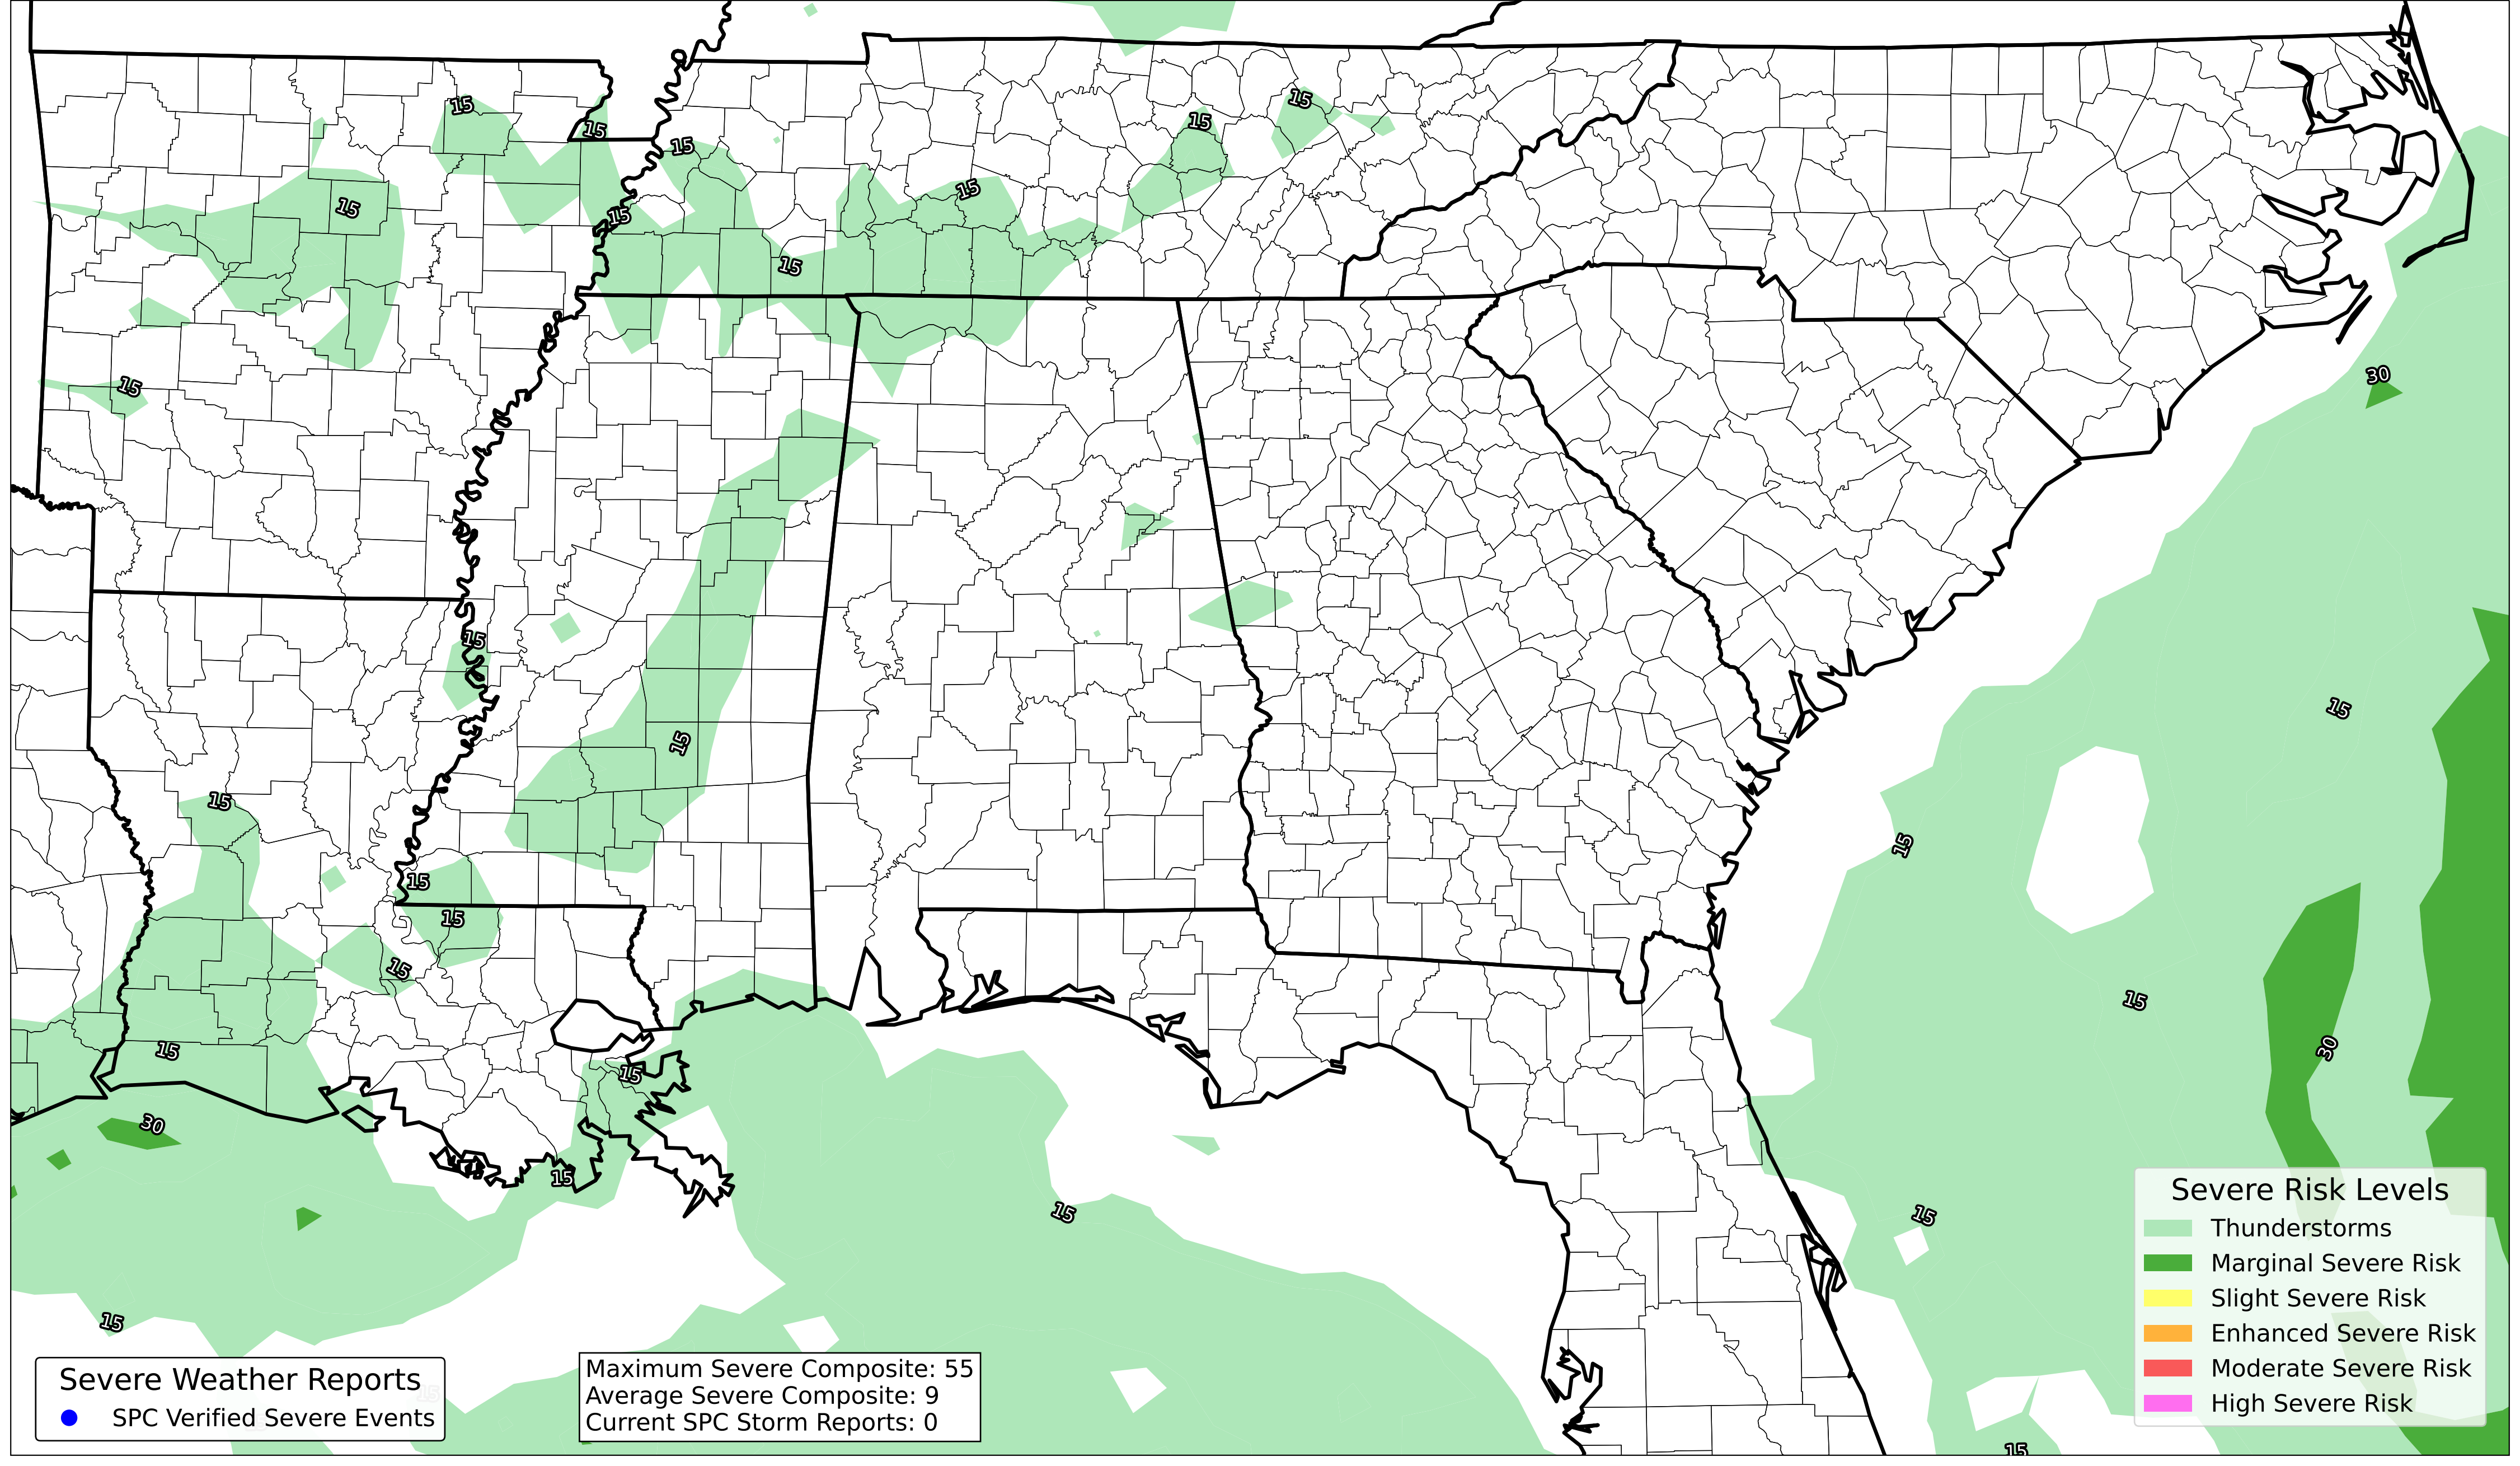 15
15
15
15
15
15
15
15
15
15
30
15
15
15
15
15
15
15
15
15
15
30
15
30
15
15
15
15
15
15
Severe Weather Reports
SPC Verified Severe Events
Maximum Severe Composite: 55
Average Severe Composite: 9
Current SPC Storm Reports: 0
Severe Risk Levels
Thunderstorms
Marginal Severe Risk
Slight Severe Risk
Enhanced Severe Risk
Moderate Severe Risk
High Severe Risk